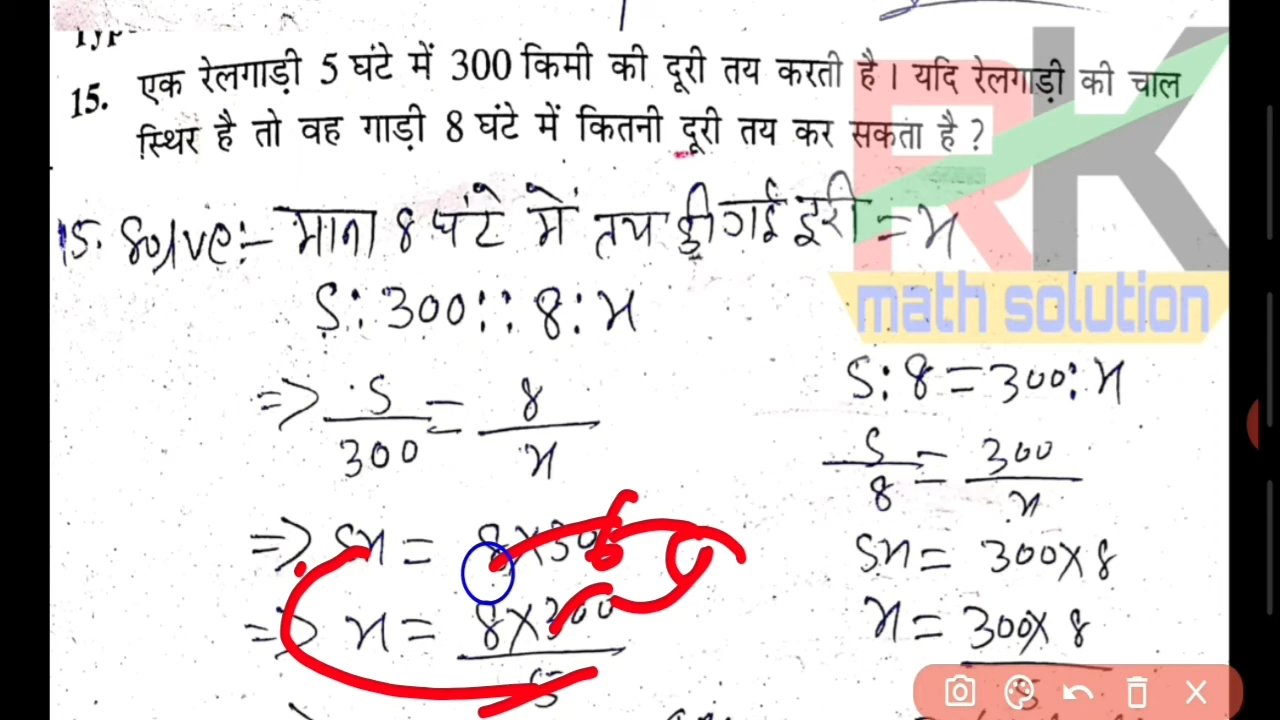 15. एक रेलगाड़ी 5 घंटे में 300 किमी की दूरी तय करती है। यदि रेलगाड़ी की चाल
स्थिर है तो वह गाड़ी 8 घंटे में कितनी दूरी तय कर सकता है ?
RK
math solution
15. Solve:- माना 8 घंटे में तय की गई दूरी = x
5 : 300 :: 8 : x
=> 5/300 = 8/x
=> 5x = 8×300
=> x = 8×300/5
5 : 8 = 300 : x
5/8 = 300/x
5x = 300×8
x = 300×8/5